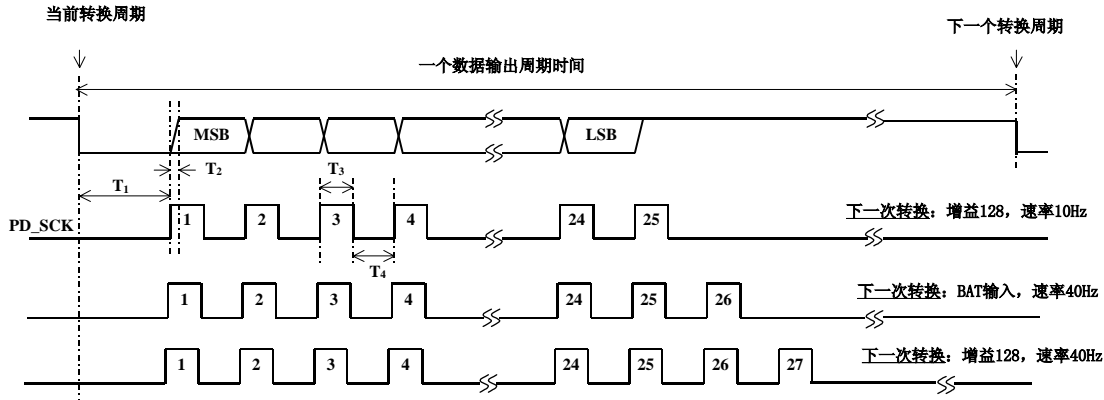 当前转换周期
下一个转换周期
一个数据输出周期时间
MSB
LSB
T2
T3
T1
PD_SCK
1 2 3 4 24 25
下一次转换：增益128，速率10Hz
T4
1 2 3 4 24 25 26
下一次转换：BAT输入，速率40Hz
1 2 3 4 24 25 26 27
下一次转换：增益128，速率40Hz